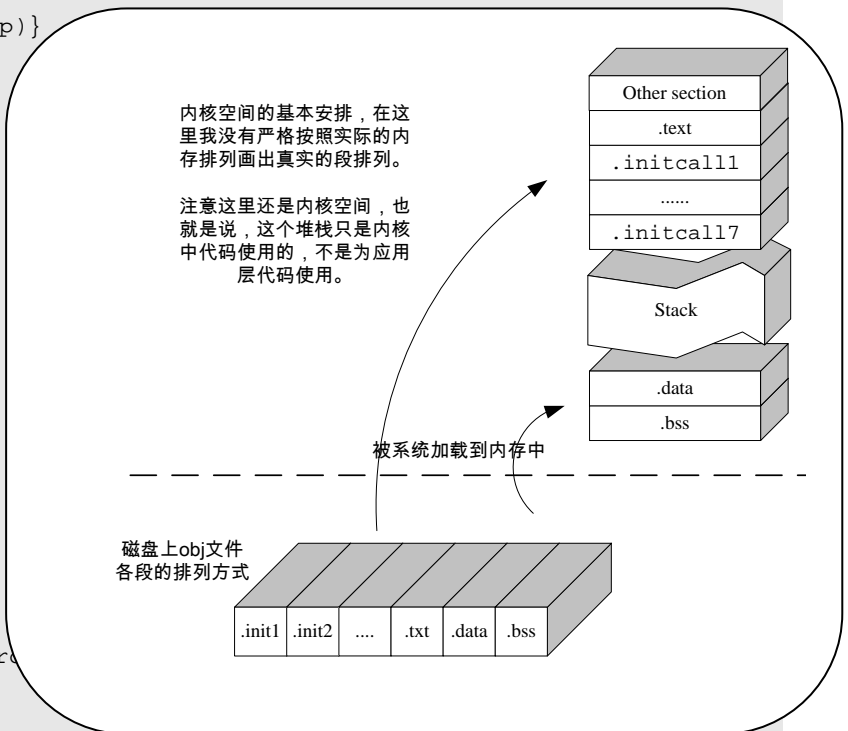 p)}
内核空间的基本安排，在这
里我没有严格按照实际的内
存排列画出真实的段排列。
注意这里还是内核空间，也
就是说，这个堆栈只是内核
中代码使用的，不是为应用
层代码使用。
Other section
.text
.initcall1
......
.initcall7
Stack
.data
.bss
被系统加载到内存中
磁盘上obj文件
各段的排列方式
.init1 .init2 .... .txt .data .bss